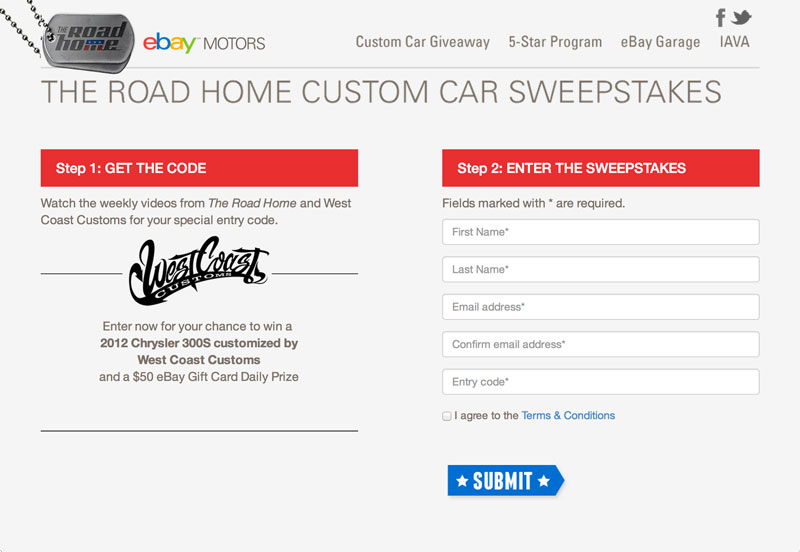 THE Road home
ebay™ MOTORS
Custom Car Giveaway 5-Star Program eBay Garage IAVA
THE ROAD HOME CUSTOM CAR SWEEPSTAKES
Step 1: GET THE CODE
Watch the weekly videos from The Road Home and West
Coast Customs for your special entry code.
West Coast
CUSTOMS
Enter now for your chance to win a
2012 Chrysler 300S customized by
West Coast Customs
and a $50 eBay Gift Card Daily Prize
Step 2: ENTER THE SWEEPSTAKES
Fields marked with * are required.
First Name*
Last Name*
Email address*
Confirm email address*
Entry code*
I agree to the Terms & Conditions
SUBMIT